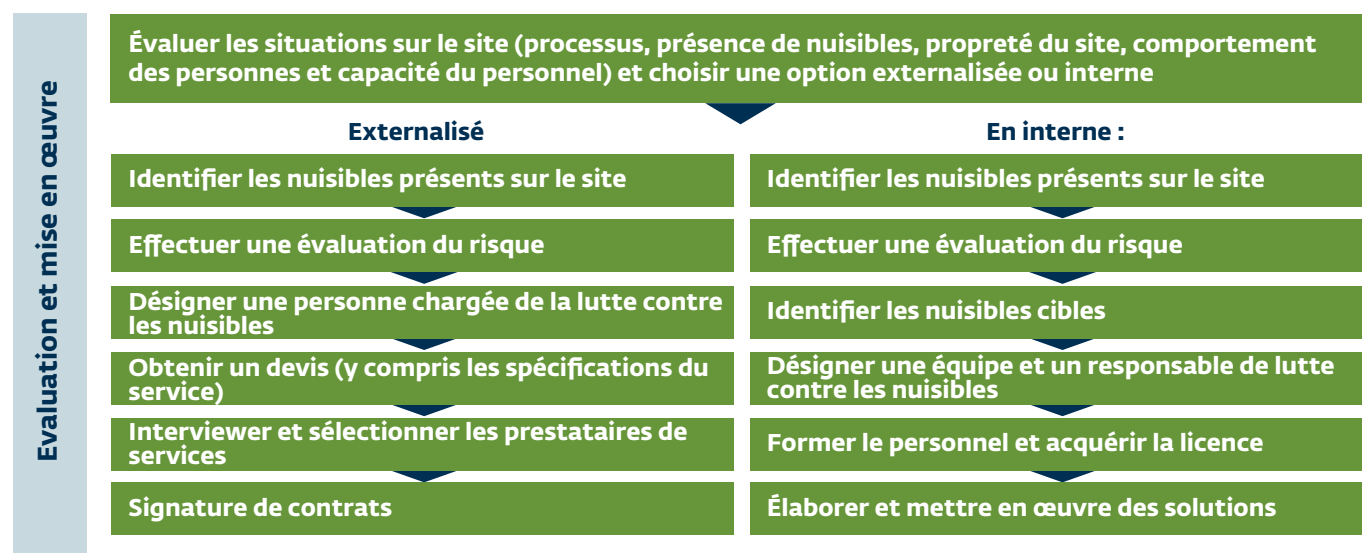 Evaluation et mise en œuvre
Évaluer les situations sur le site (processus, présence de nuisibles, propreté du site, comportement
des personnes et capacité du personnel) et choisir une option externalisée ou interne
Externalisé
Identifier les nuisibles présents sur le site
Effectuer une évaluation du risque
Désigner une personne chargée de la lutte contre
les nuisibles
Obtenir un devis (y compris les spécifications du
service)
Interviewer et sélectionner les prestataires de
services
Signature de contrats
En interne :
Identifier les nuisibles présents sur le site
Effectuer une évaluation du risque
Identifier les nuisibles cibles
Désigner une équipe et un responsable de lutte
contre les nuisibles
Former le personnel et acquérir la licence
Élaborer et mettre en œuvre des solutions